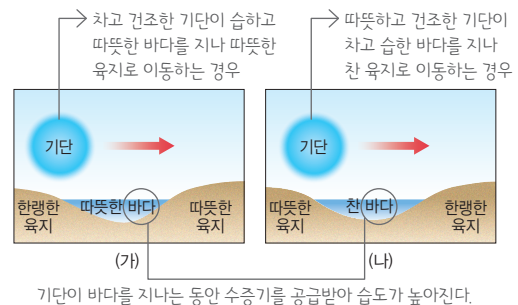 차고 건조한 기단이 습하고
따뜻한 바다를 지나 따뜻한
육지로 이동하는 경우
따뜻하고 건조한 기단이
차고 습한 바다를 지나
찬 육지로 이동하는 경우
기단
한랭한
육지
따뜻한 바다
따뜻한
육지
기단
따뜻한
육지
찬 바다
한랭한
육지
(가)
(나)
기단이 바다를 지나는 동안 수증기를 공급받아 습도가 높아진다.